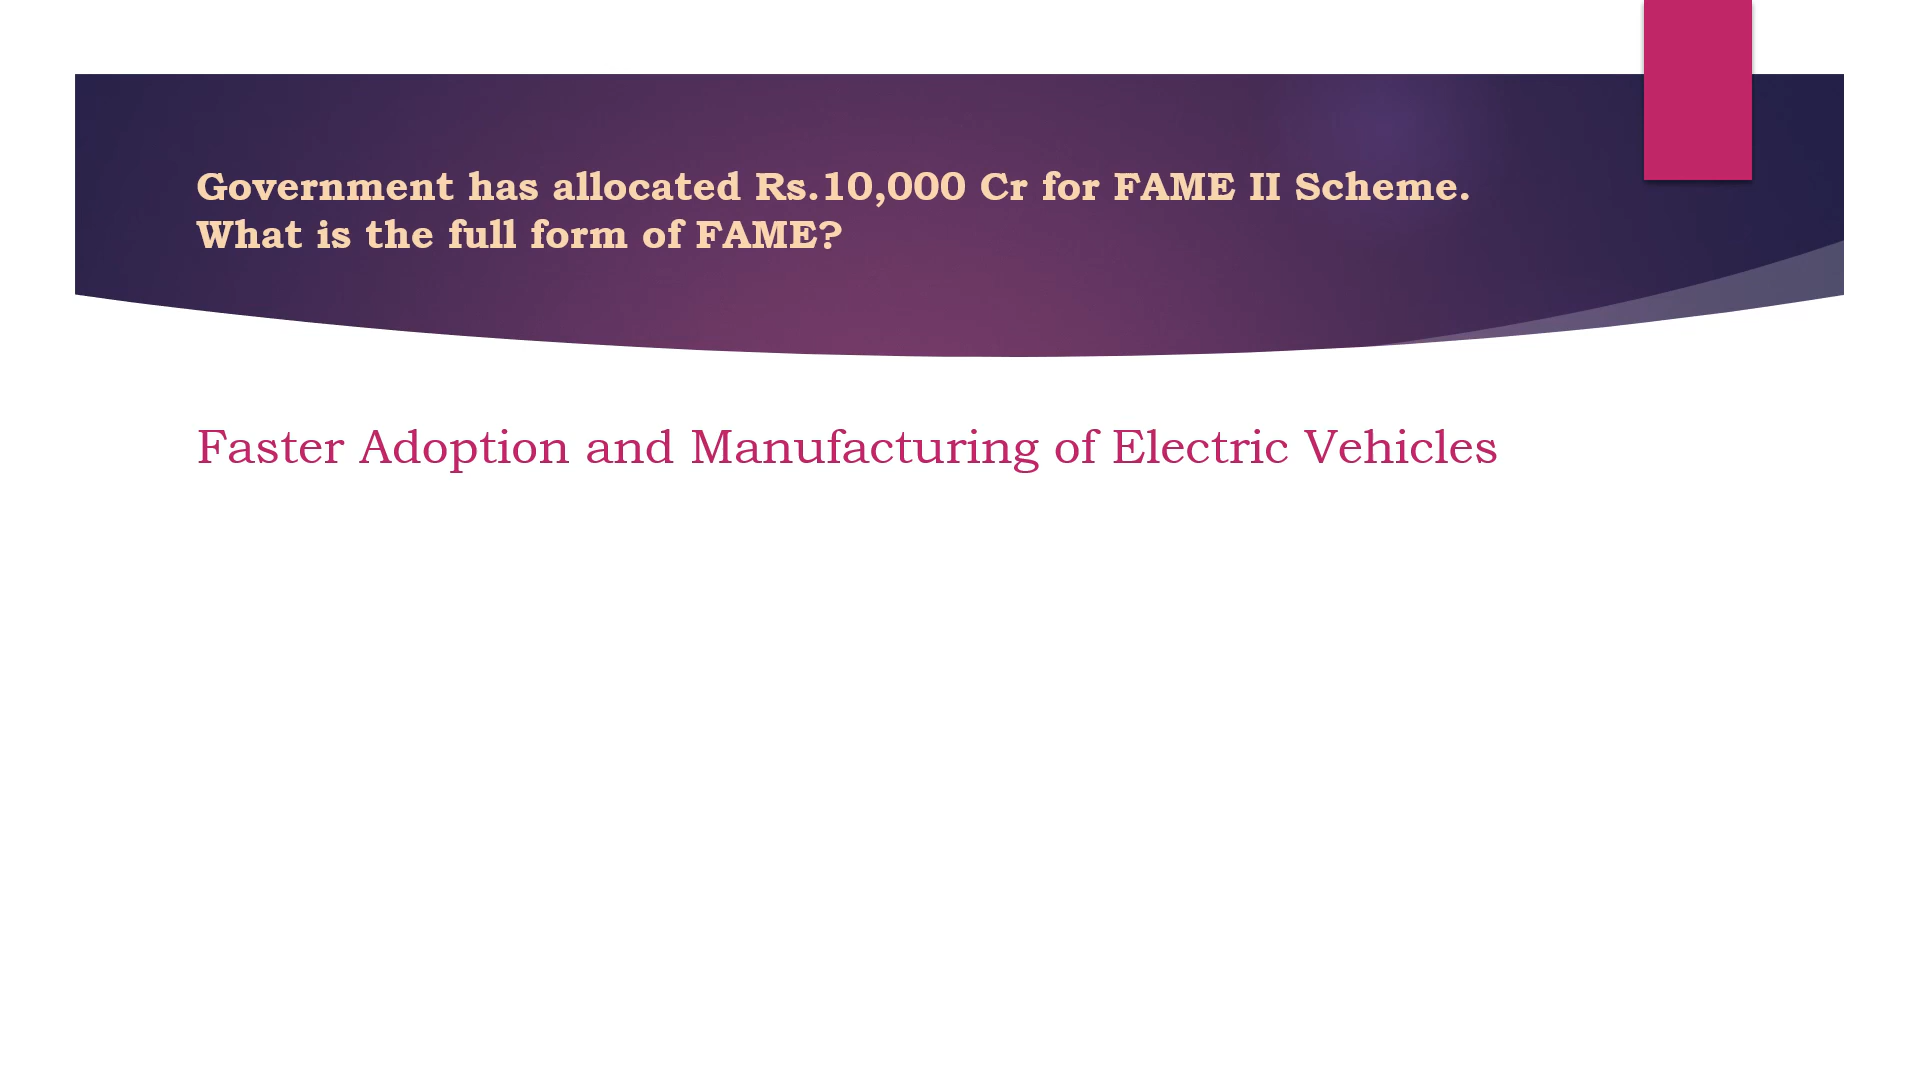 Government has allocated Rs.10,000 Cr for FAME II Scheme.
What is the full form of FAME?
Faster Adoption and Manufacturing of Electric Vehicles